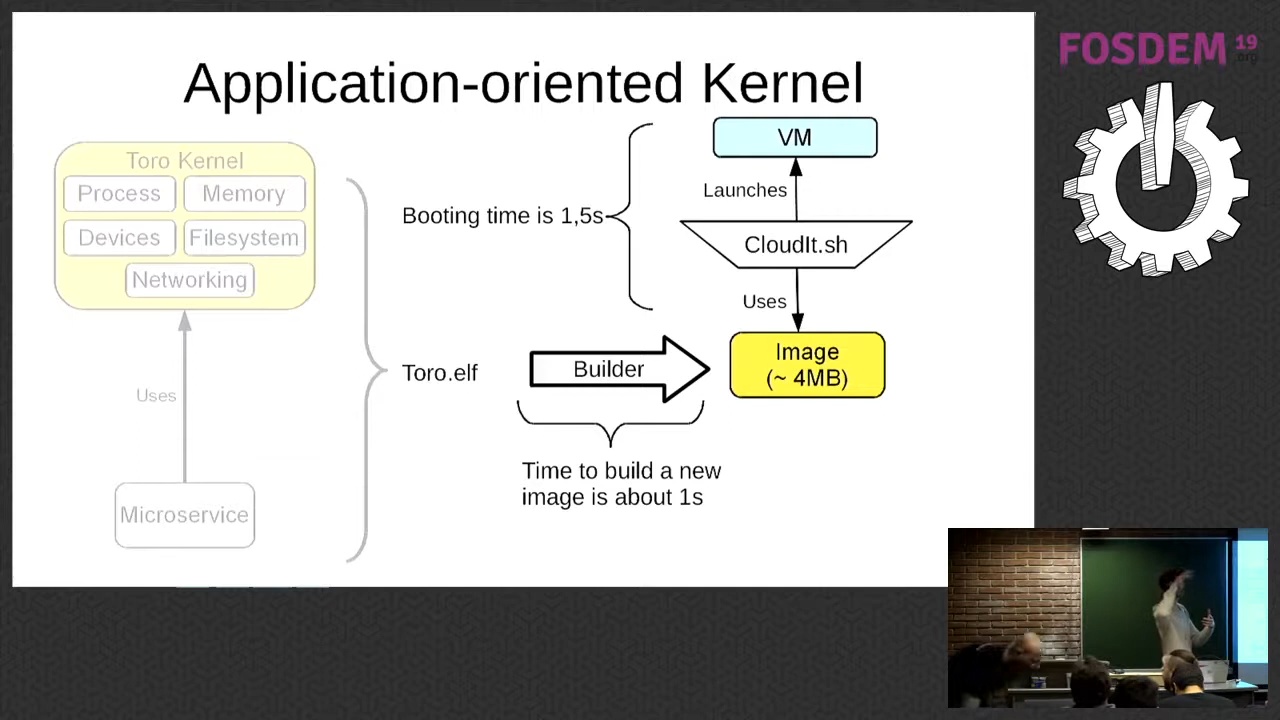 Application-oriented Kernel
Toro Kernel
Process
Memory
Devices
Filesystem
Networking
Uses
Microservice
Booting time is 1,5s
Toro.elf
VM
Launches
CloudIt.sh
Uses
Builder
Image
(~ 4MB)
Time to build a new
image is about 1s
FOSDEM 19
.org